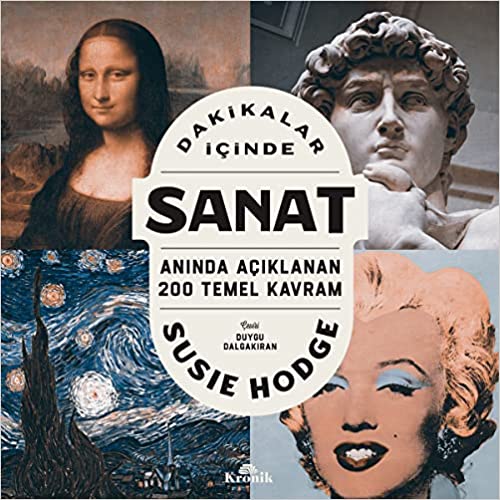 DAKİKALAR
İÇİNDE
SANAT
ANINDA AÇIKLANAN
200 TEMEL KAVRAM
Çeviri
DUYGU
DALGAKIRAN
SUSIE HODGE
Kronik